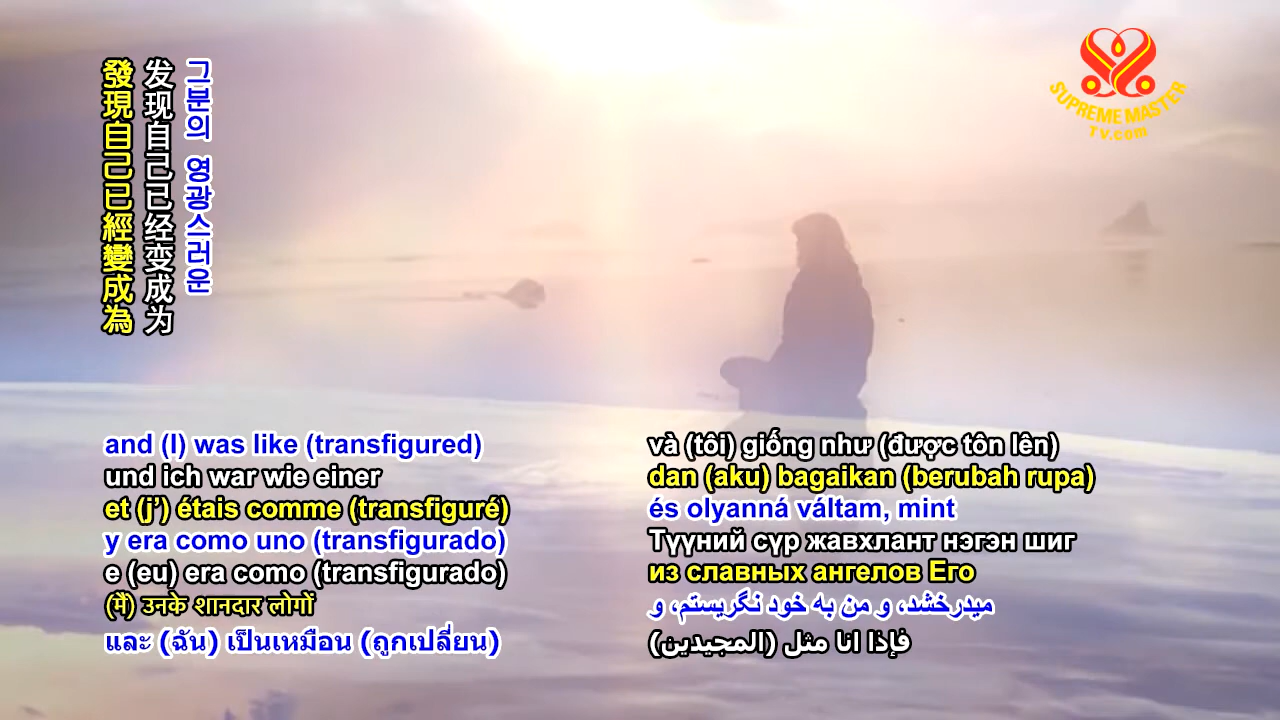 發現自己已經變成為
发现自己已经变成为
그분의 영광스러운
SUPREME MASTER
TV.com
and (I) was like (transfigured)
und ich war wie einer
et (j’) étais comme (transfiguré)
y era como uno (transfigurado)
e (eu) era como (transfigurado)
(मैं) उनके शानदार लोगों
และ (ฉัน) เป็นเหมือน (ถูกเปลี่ยน)
và (tôi) giống như (được tôn lên)
dan (aku) bagaikan (berubah rupa)
és olyanná váltam, mint
Түүний сүр жавхлант нэгэн шиг
из славных ангелов Его
میدرخشد، و من به خود نگریستم، و
فإذا انا مثل (المجيدين)